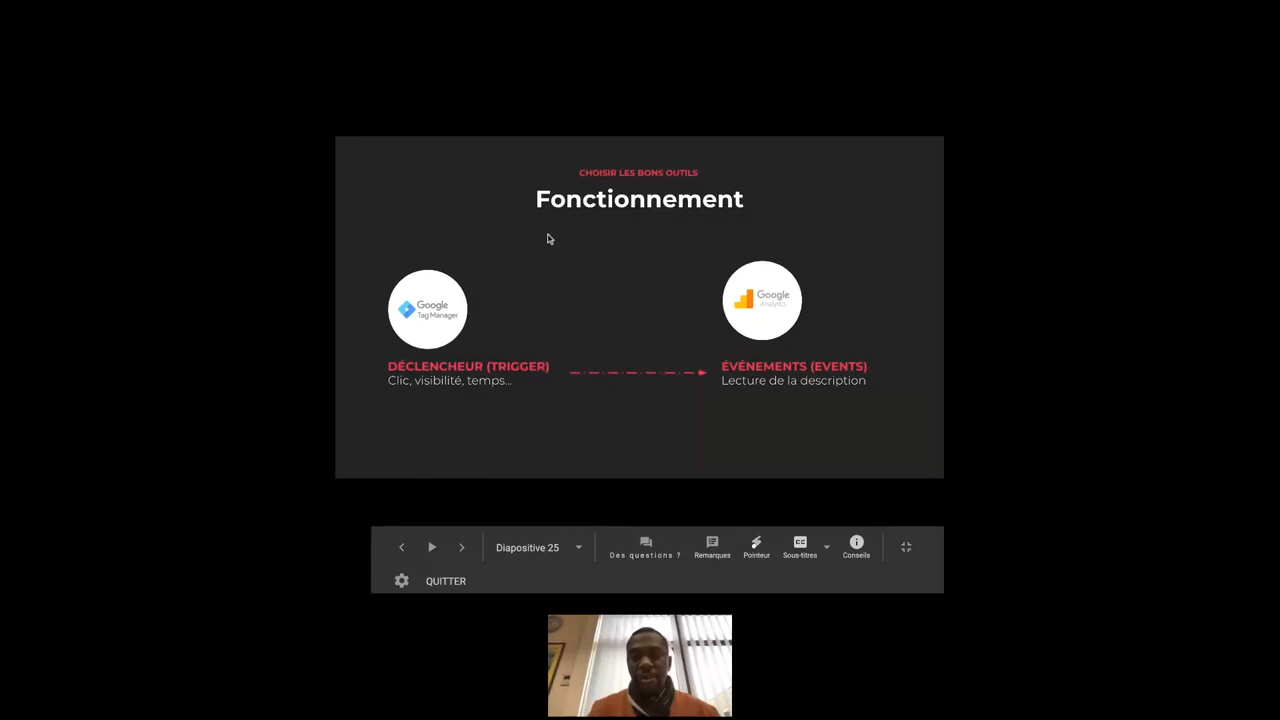 CHOISIR LES BONS OUTILS
Fonctionnement
Google
Tag Manager
Google
Analytics
DÉCLENCHEUR (TRIGGER)
Clic, visibilité, temps...
ÉVÉNEMENTS (EVENTS)
Lecture de la description
Diapositive 25
Des questions ?
Remarques
Pointeur
Sous-titres
Conseils
QUITTER